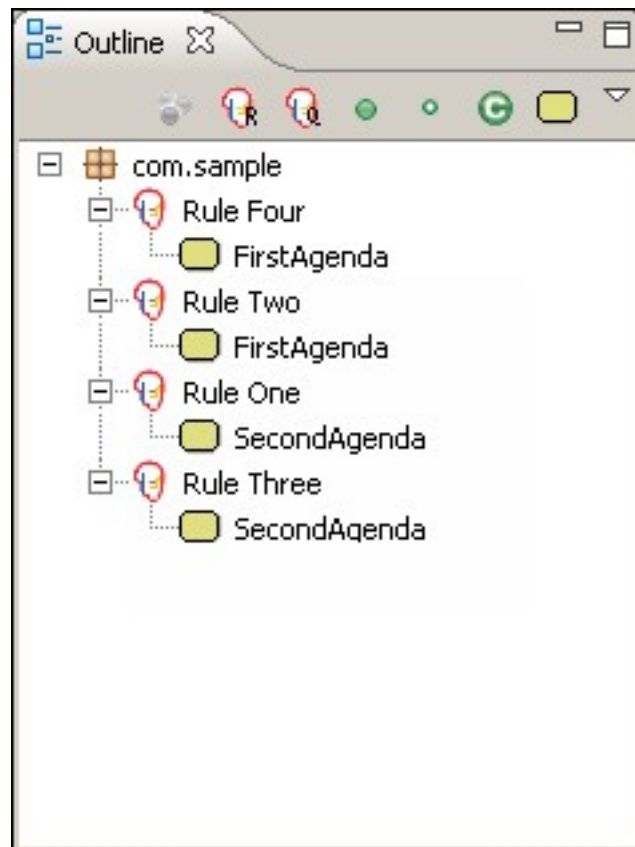 Outline
R Q C
com.sample
Rule Four
FirstAgenda
Rule Two
FirstAgenda
Rule One
SecondAgenda
Rule Three
SecondAgenda